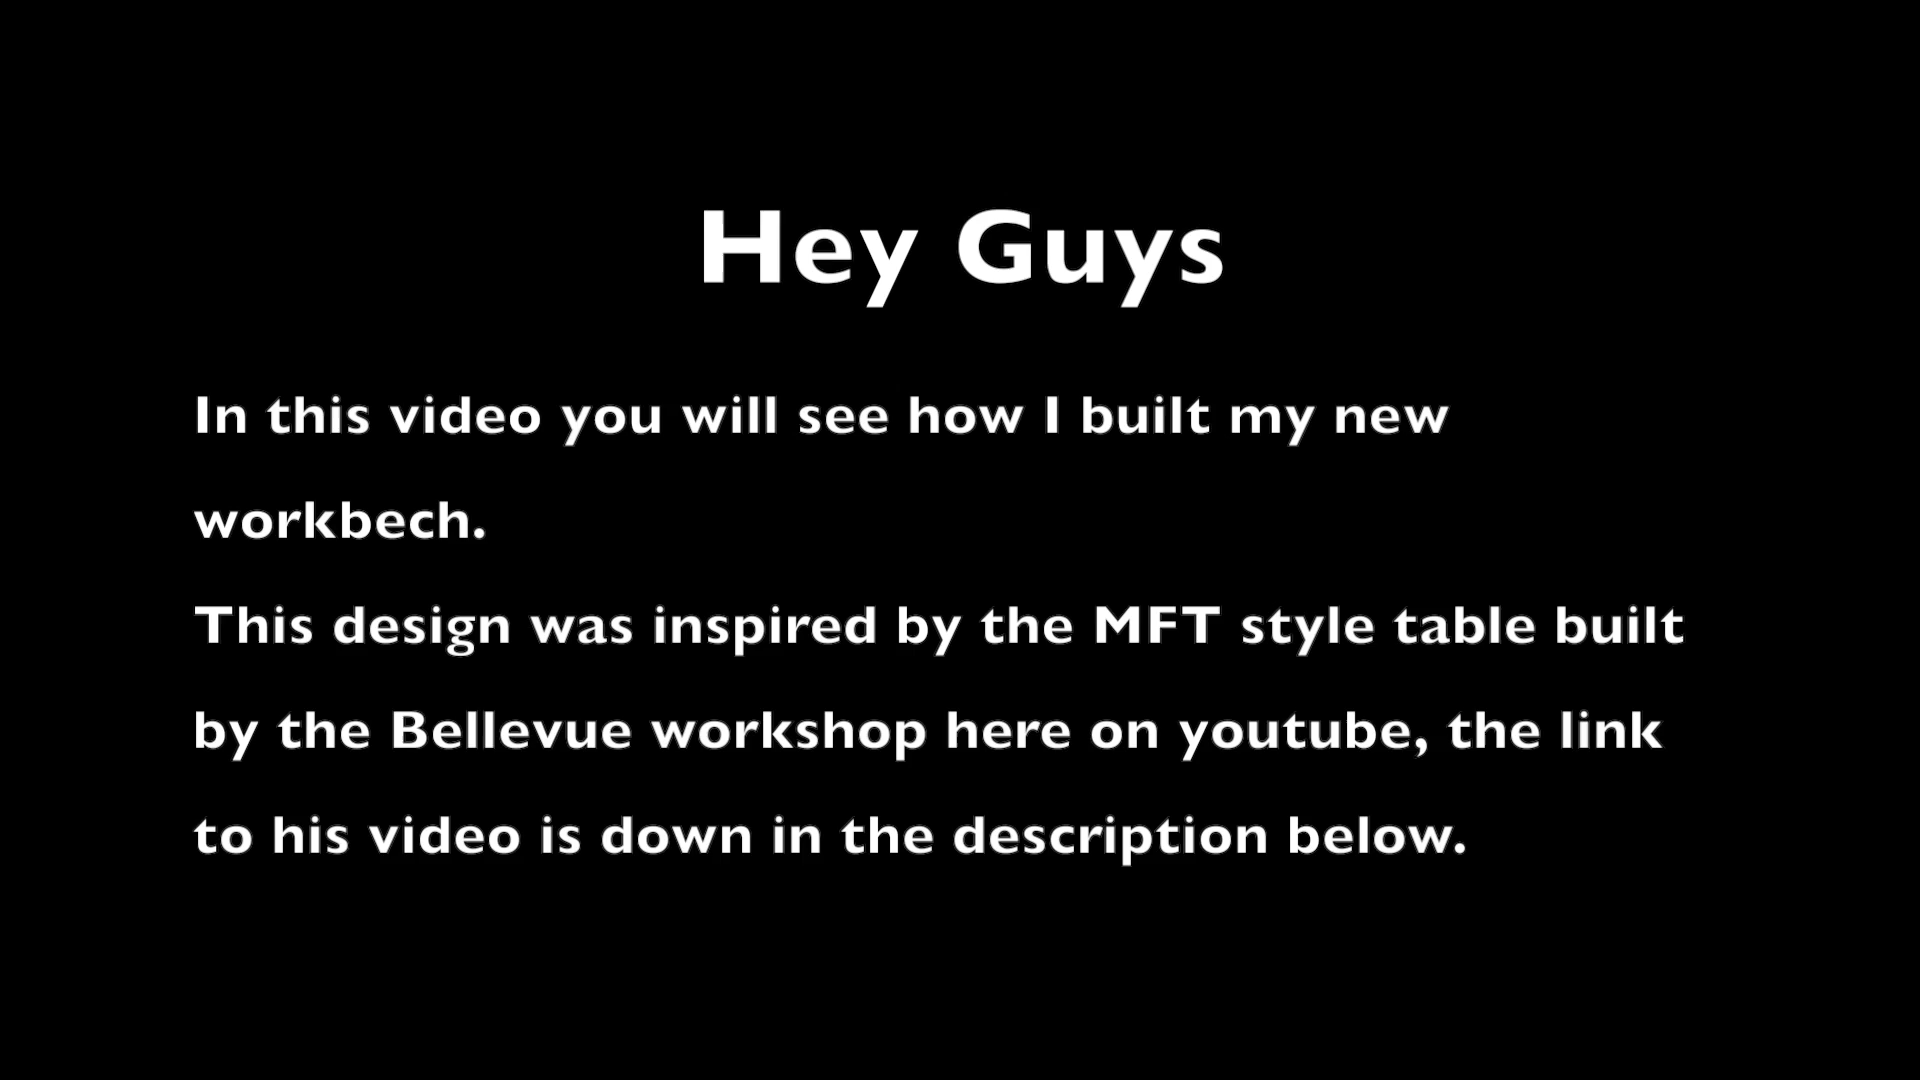 Hey Guys
In this video you will see how I built my new
workbech.
This design was inspired by the MFT style table built
by the Bellevue workshop here on youtube, the link
to his video is down in the description below.